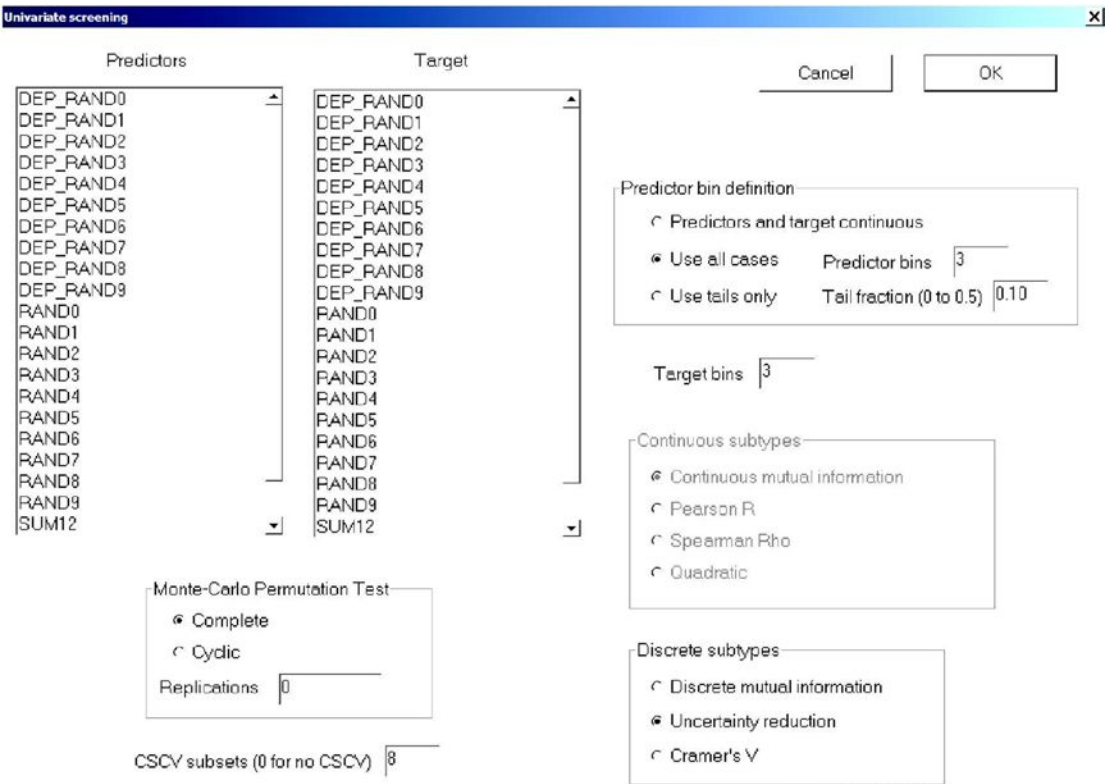 Univariate screening
Predictors
DEP_RAND0
DEP_RAND1
DEP_RAND2
DEP_RAND3
DEP_RAND4
DEP_RAND5
DEP_RAND6
DEP_RAND7
DEP_RAND8
DEP_RAND9
RAND0
RAND1
RAND2
RAND3
RAND4
RAND5
RAND6
RAND7
RAND8
RAND9
SUM12
Target
DEP_RAND0
DEP_RAND1
DEP_RAND2
DEP_RAND3
DEP_RAND4
DEP_RAND5
DEP_RAND6
DEP_RAND7
DEP_RAND8
DEP_RAND9
RAND0
RAND1
RAND2
RAND3
RAND4
RAND5
RAND6
RAND7
RAND8
RAND9
SUM12
Cancel
OK
Predictor bin definition
Predictors and target continuous
Use all cases Predictor bins 3
Use tails only Tail fraction (0 to 0.5) 0.10
Target bins 3
Continuous subtypes
Continuous mutual information
Pearson R
Spearman Rho
Quadratic
Monte-Carlo Permutation Test
Complete
Cyclic
Replications 0
CSCV subsets (0 for no CSCV) 8
Discrete subtypes
Discrete mutual information
Uncertainty reduction
Cramer's V